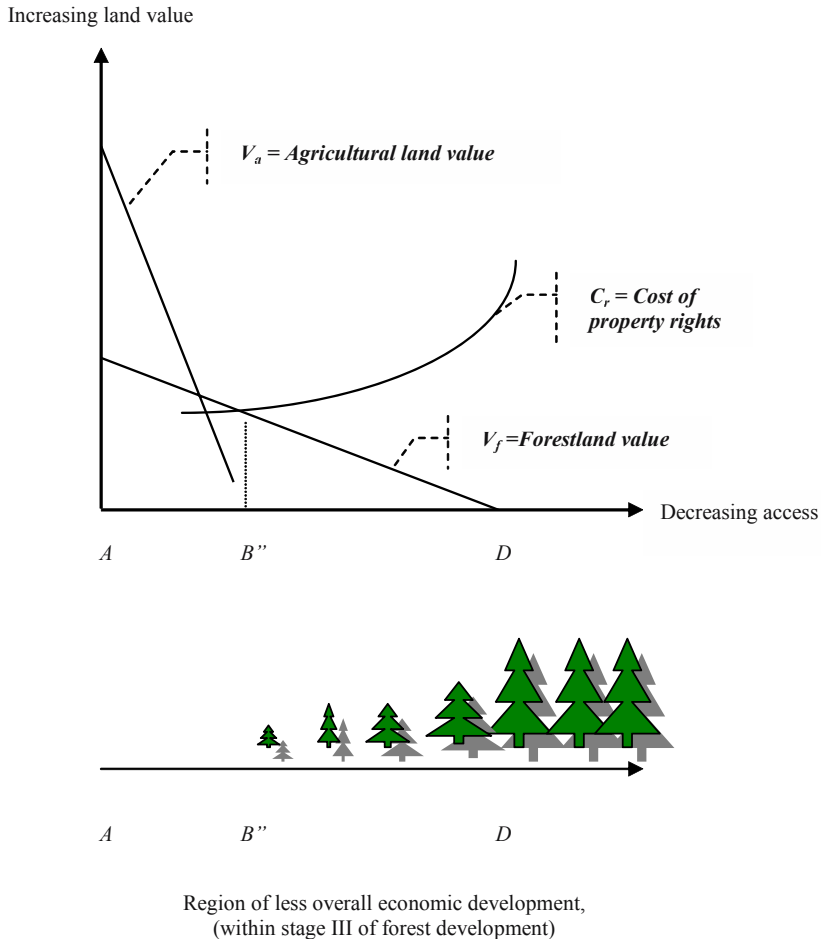 Increasing land value
Va = Agricultural land value
Cr = Cost of
property rights
Vf =Forestland value
Decreasing access
A B” D
A B” D
Region of less overall economic development,
(within stage III of forest development)